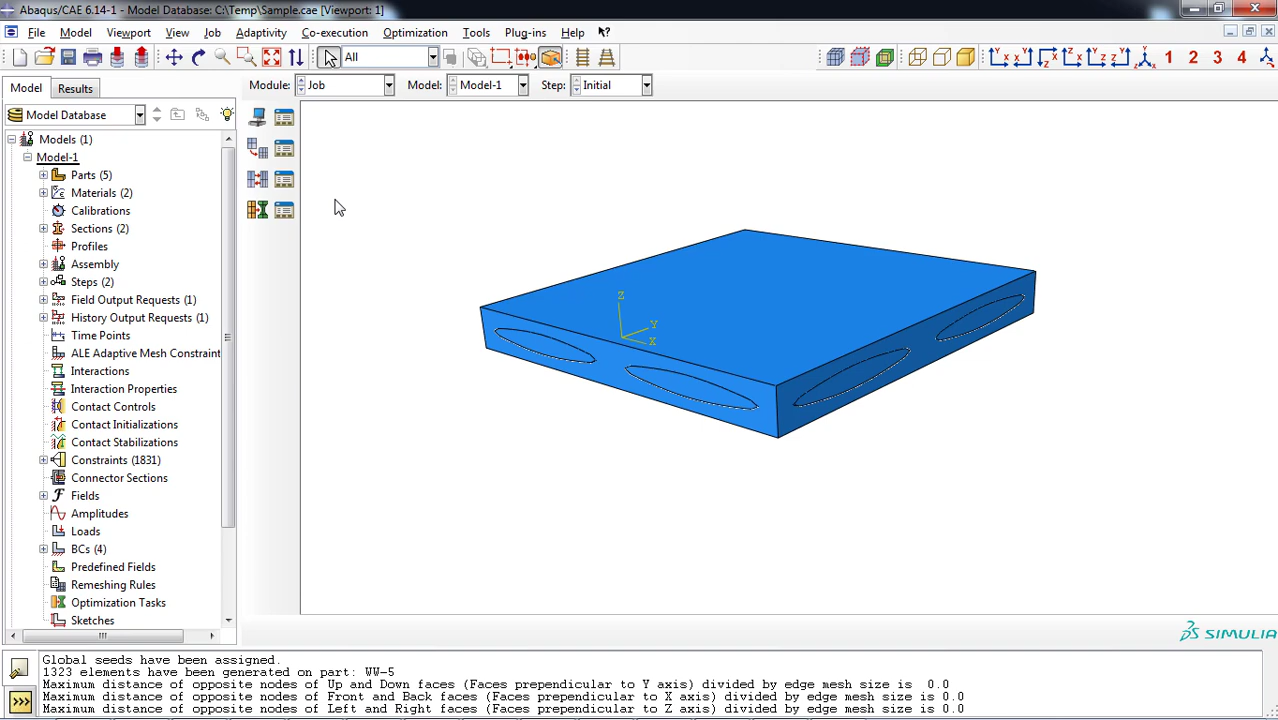 Abaqus/CAE 6.14-1 - Model Database: C:\Temp\Sample.cae [Viewport: 1]
File Model Viewport View Job Adaptivity Co-execution Optimization Tools Plug-ins Help
All
1 2 3 4
Model Results
Module: Job Model: Model-1 Step: Initial
Model Database
Models (1)
Model-1
Parts (5)
Materials (2)
Calibrations
Sections (2)
Profiles
Assembly
Steps (2)
Field Output Requests (1)
History Output Requests (1)
Time Points
ALE Adaptive Mesh Constraint
Interactions
Interaction Properties
Contact Controls
Contact Initializations
Contact Stabilizations
Constraints (1831)
Connector Sections
Fields
Amplitudes
Loads
BCs (4)
Predefined Fields
Remeshing Rules
Optimization Tasks
Sketches
Z
Y
X
SIMULIA
Global seeds have been assigned.
1323 elements have been generated on part: WW-5
Maximum distance of opposite nodes of Up and Down faces (Faces prependicular to Y axis) divided by edge mesh size is  0.0
Maximum distance of opposite nodes of Front and Back faces (Faces prependicular to X axis) divided by edge mesh size is 0.0
Maximum distance of opposite nodes of Left and Right faces (Faces prependicular to Z axis) divided by edge mesh size is 0.0
>>>